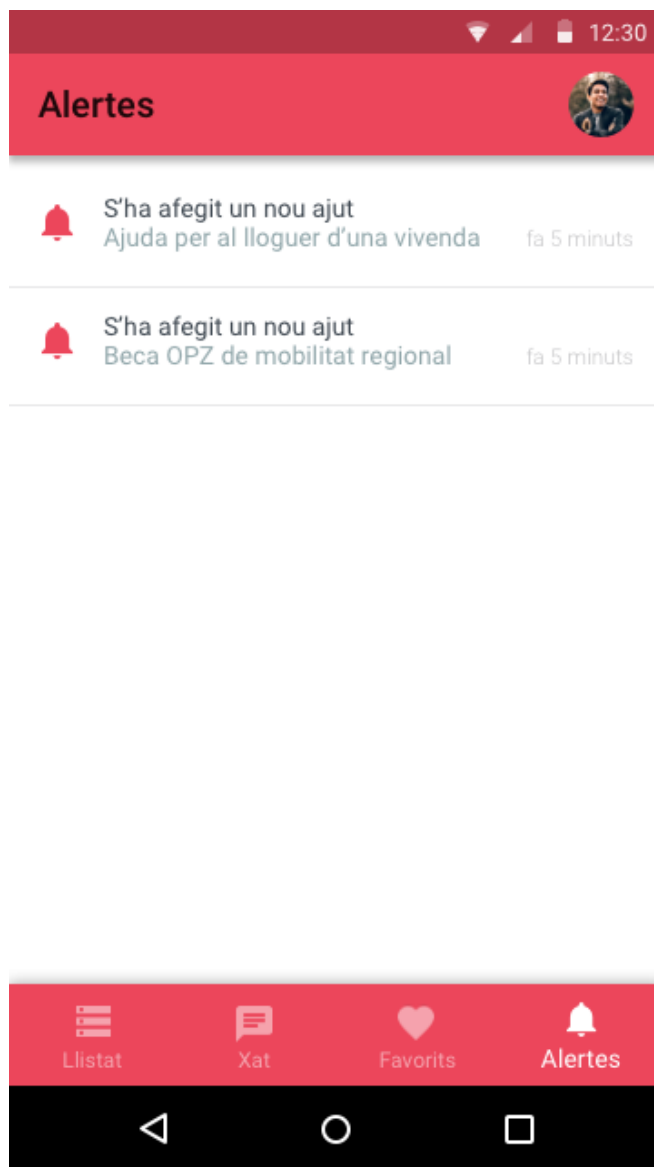 12:30
Alertes
S’ha afegit un nou ajut
Ajuda per al lloguer d’una vivenda
fa 5 minuts
S’ha afegit un nou ajut
Beca OPZ de mobilitat regional
fa 5 minuts
Llistat
Xat
Favorits
Alertes